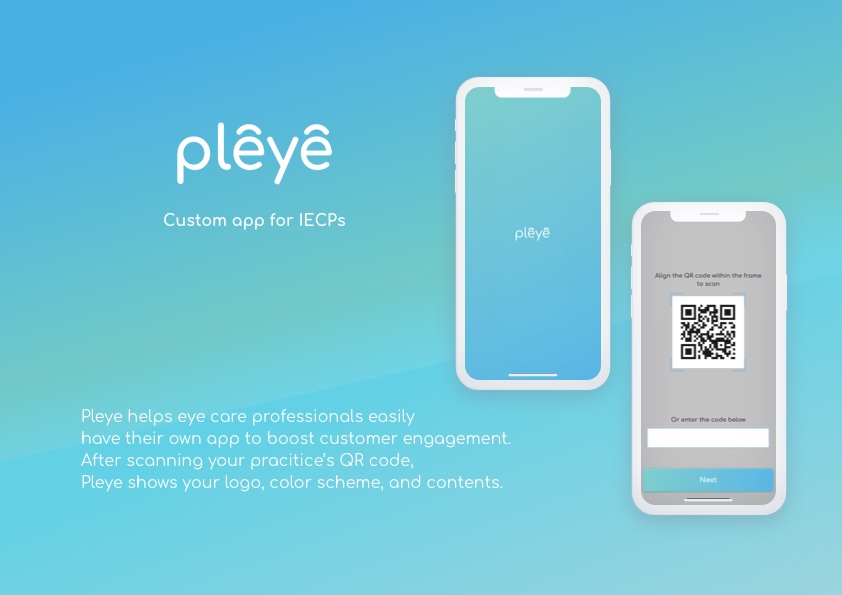 plêyê
Custom app for IECPs
plêyê
Align the QR code within the frame
to scan
Or enter the code below
Next
Pleye helps eye care professionals easily
have their own app to boost customer engagement.
After scanning your pracitice's QR code,
Pleye shows your logo, color scheme, and contents.